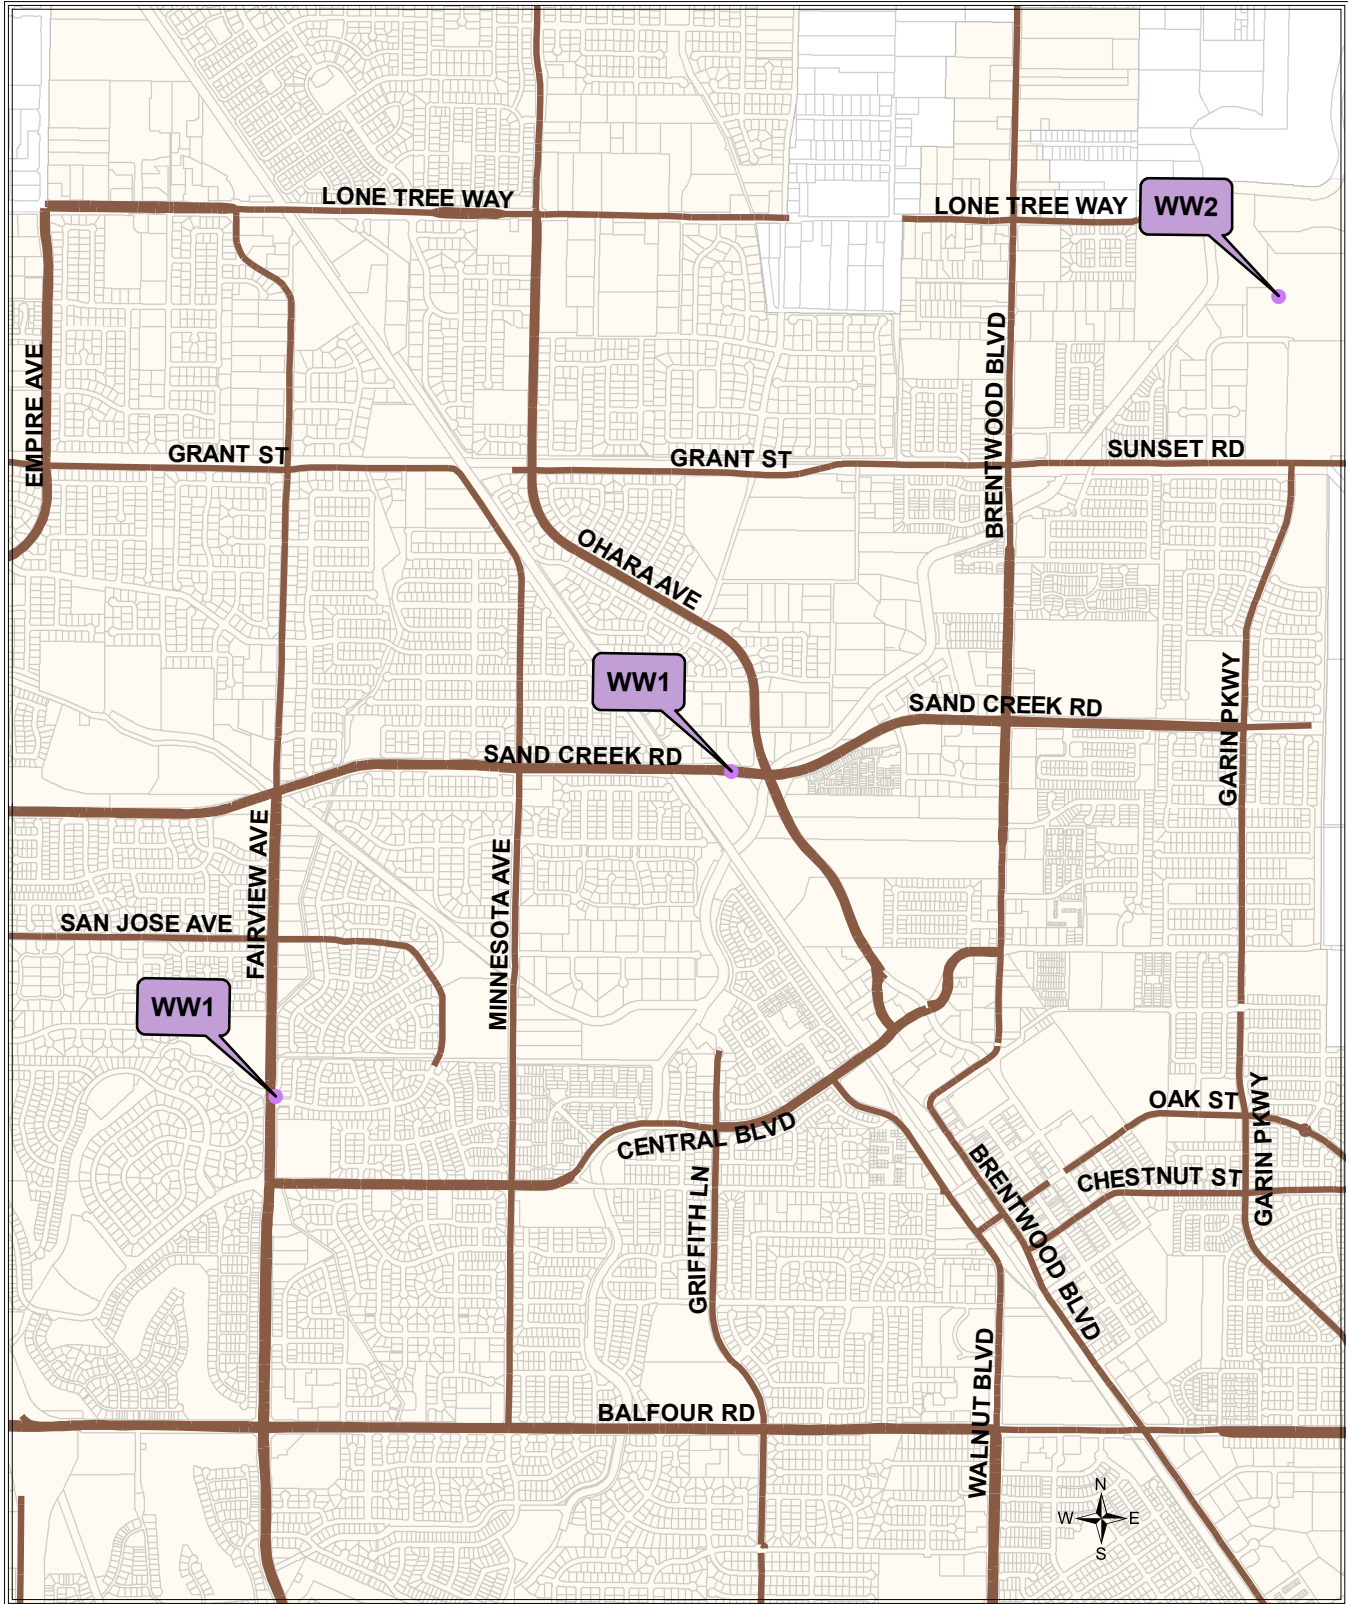 LONE TREE WAY
LONE TREE WAY
WW2
EMPIRE AVE
BRENTWOOD BLVD
GRANT ST
GRANT ST
SUNSET RD
OHARA AVE
WW1
SAND CREEK RD
GARIN PKWY
SAND CREEK RD
FAIRVIEW AVE
MINNESOTA AVE
SAN JOSE AVE
WW1
OAK ST
GARIN PKWY
CENTRAL BLVD
BRENTWOOD BLVD
CHESTNUT ST
GRIFFITH LN
WALNUT BLVD
BALFOUR RD
N
W
E
S